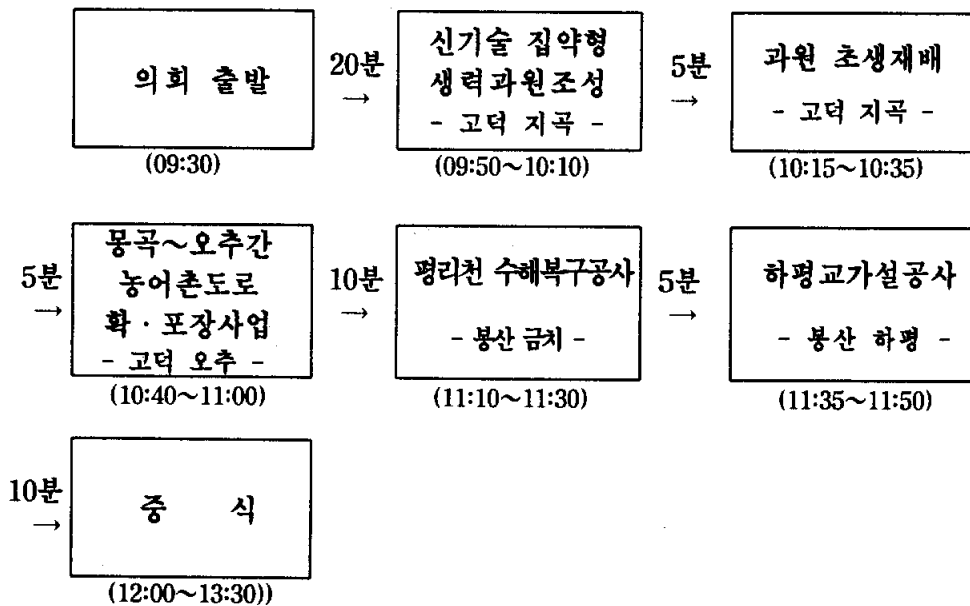 의회 출발
(09:30)
20분
→
신기술 집약형
생력과원조성
- 고덕 지곡 -
(09:50~10:10)
5분
→
과원 초생재배
- 고덕 지곡 -
(10:15~10:35)
5분
→
몽곡~오추간
농어촌도로
확 · 포장사업
- 고덕 오추 -
(10:40~11:00)
10분
→
평리천 수해복구공사
- 봉산 금치 -
(11:10~11:30)
5분
→
하평교가설공사
- 봉산 하평 -
(11:35~11:50)
10분
→
중 식
(12:00~13:30))